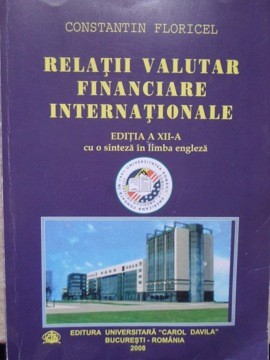 CONSTANTIN FLORICEL
RELAŢII VALUTAR
FINANCIARE
INTERNAŢIONALE
EDIŢIA A XII-A
cu o sinteză în limba engleză
EDITURA UNIVERSITARĂ "CAROL DAVILA"
BUCUREŞTI - ROMÂNIA
2008